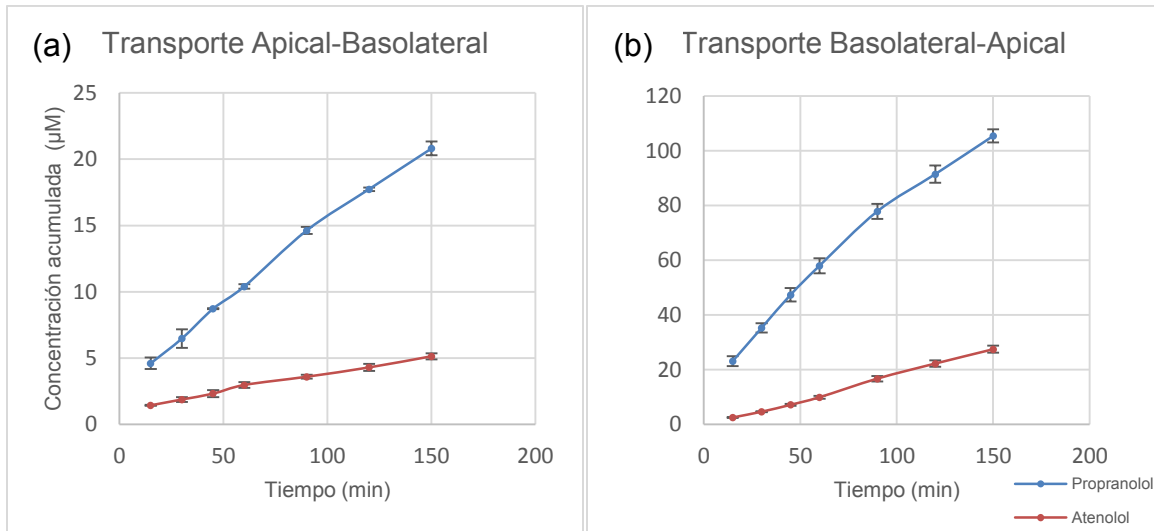 (a) Transporte Apical-Basolateral
Concentración acumulada (µM)
25
20
15
10
5
0
0 50 100 150 200
Tiempo (min)
(b) Transporte Basolateral-Apical
120
100
80
60
40
20
0
0 50 100 150 200
Tiempo (min)
Propranolol
Atenolol